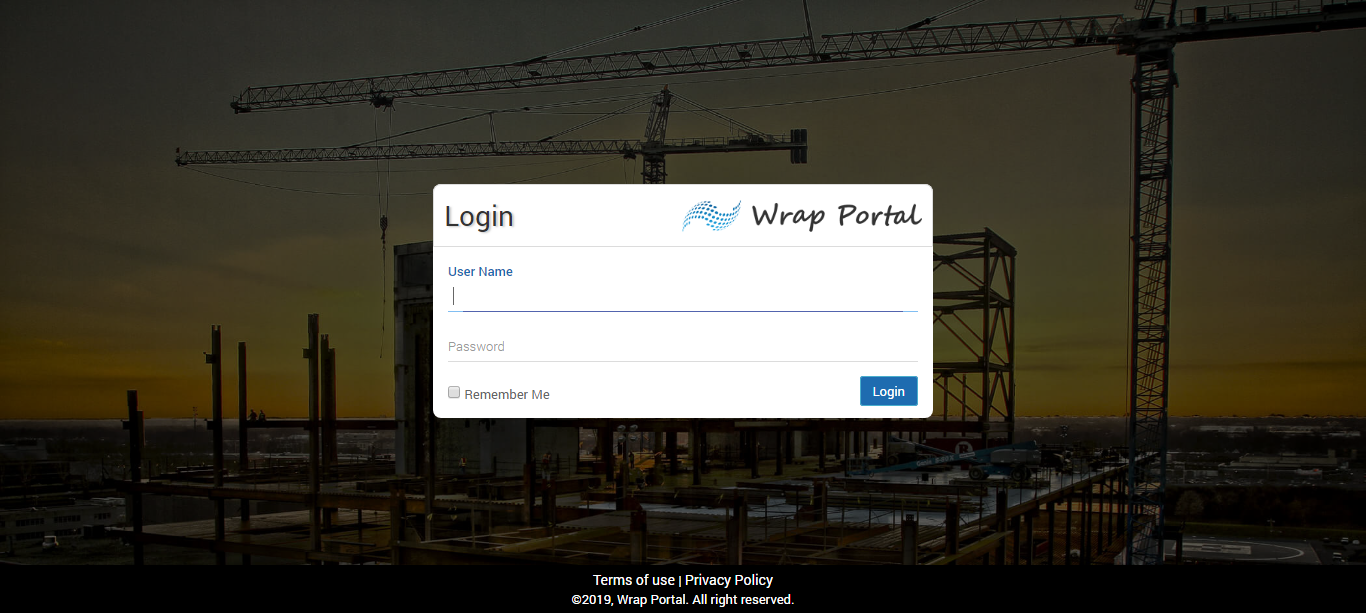 Login
Wrap Portal
User Name
Password
Remember Me
Login
Terms of use | Privacy Policy
©2019, Wrap Portal. All right reserved.